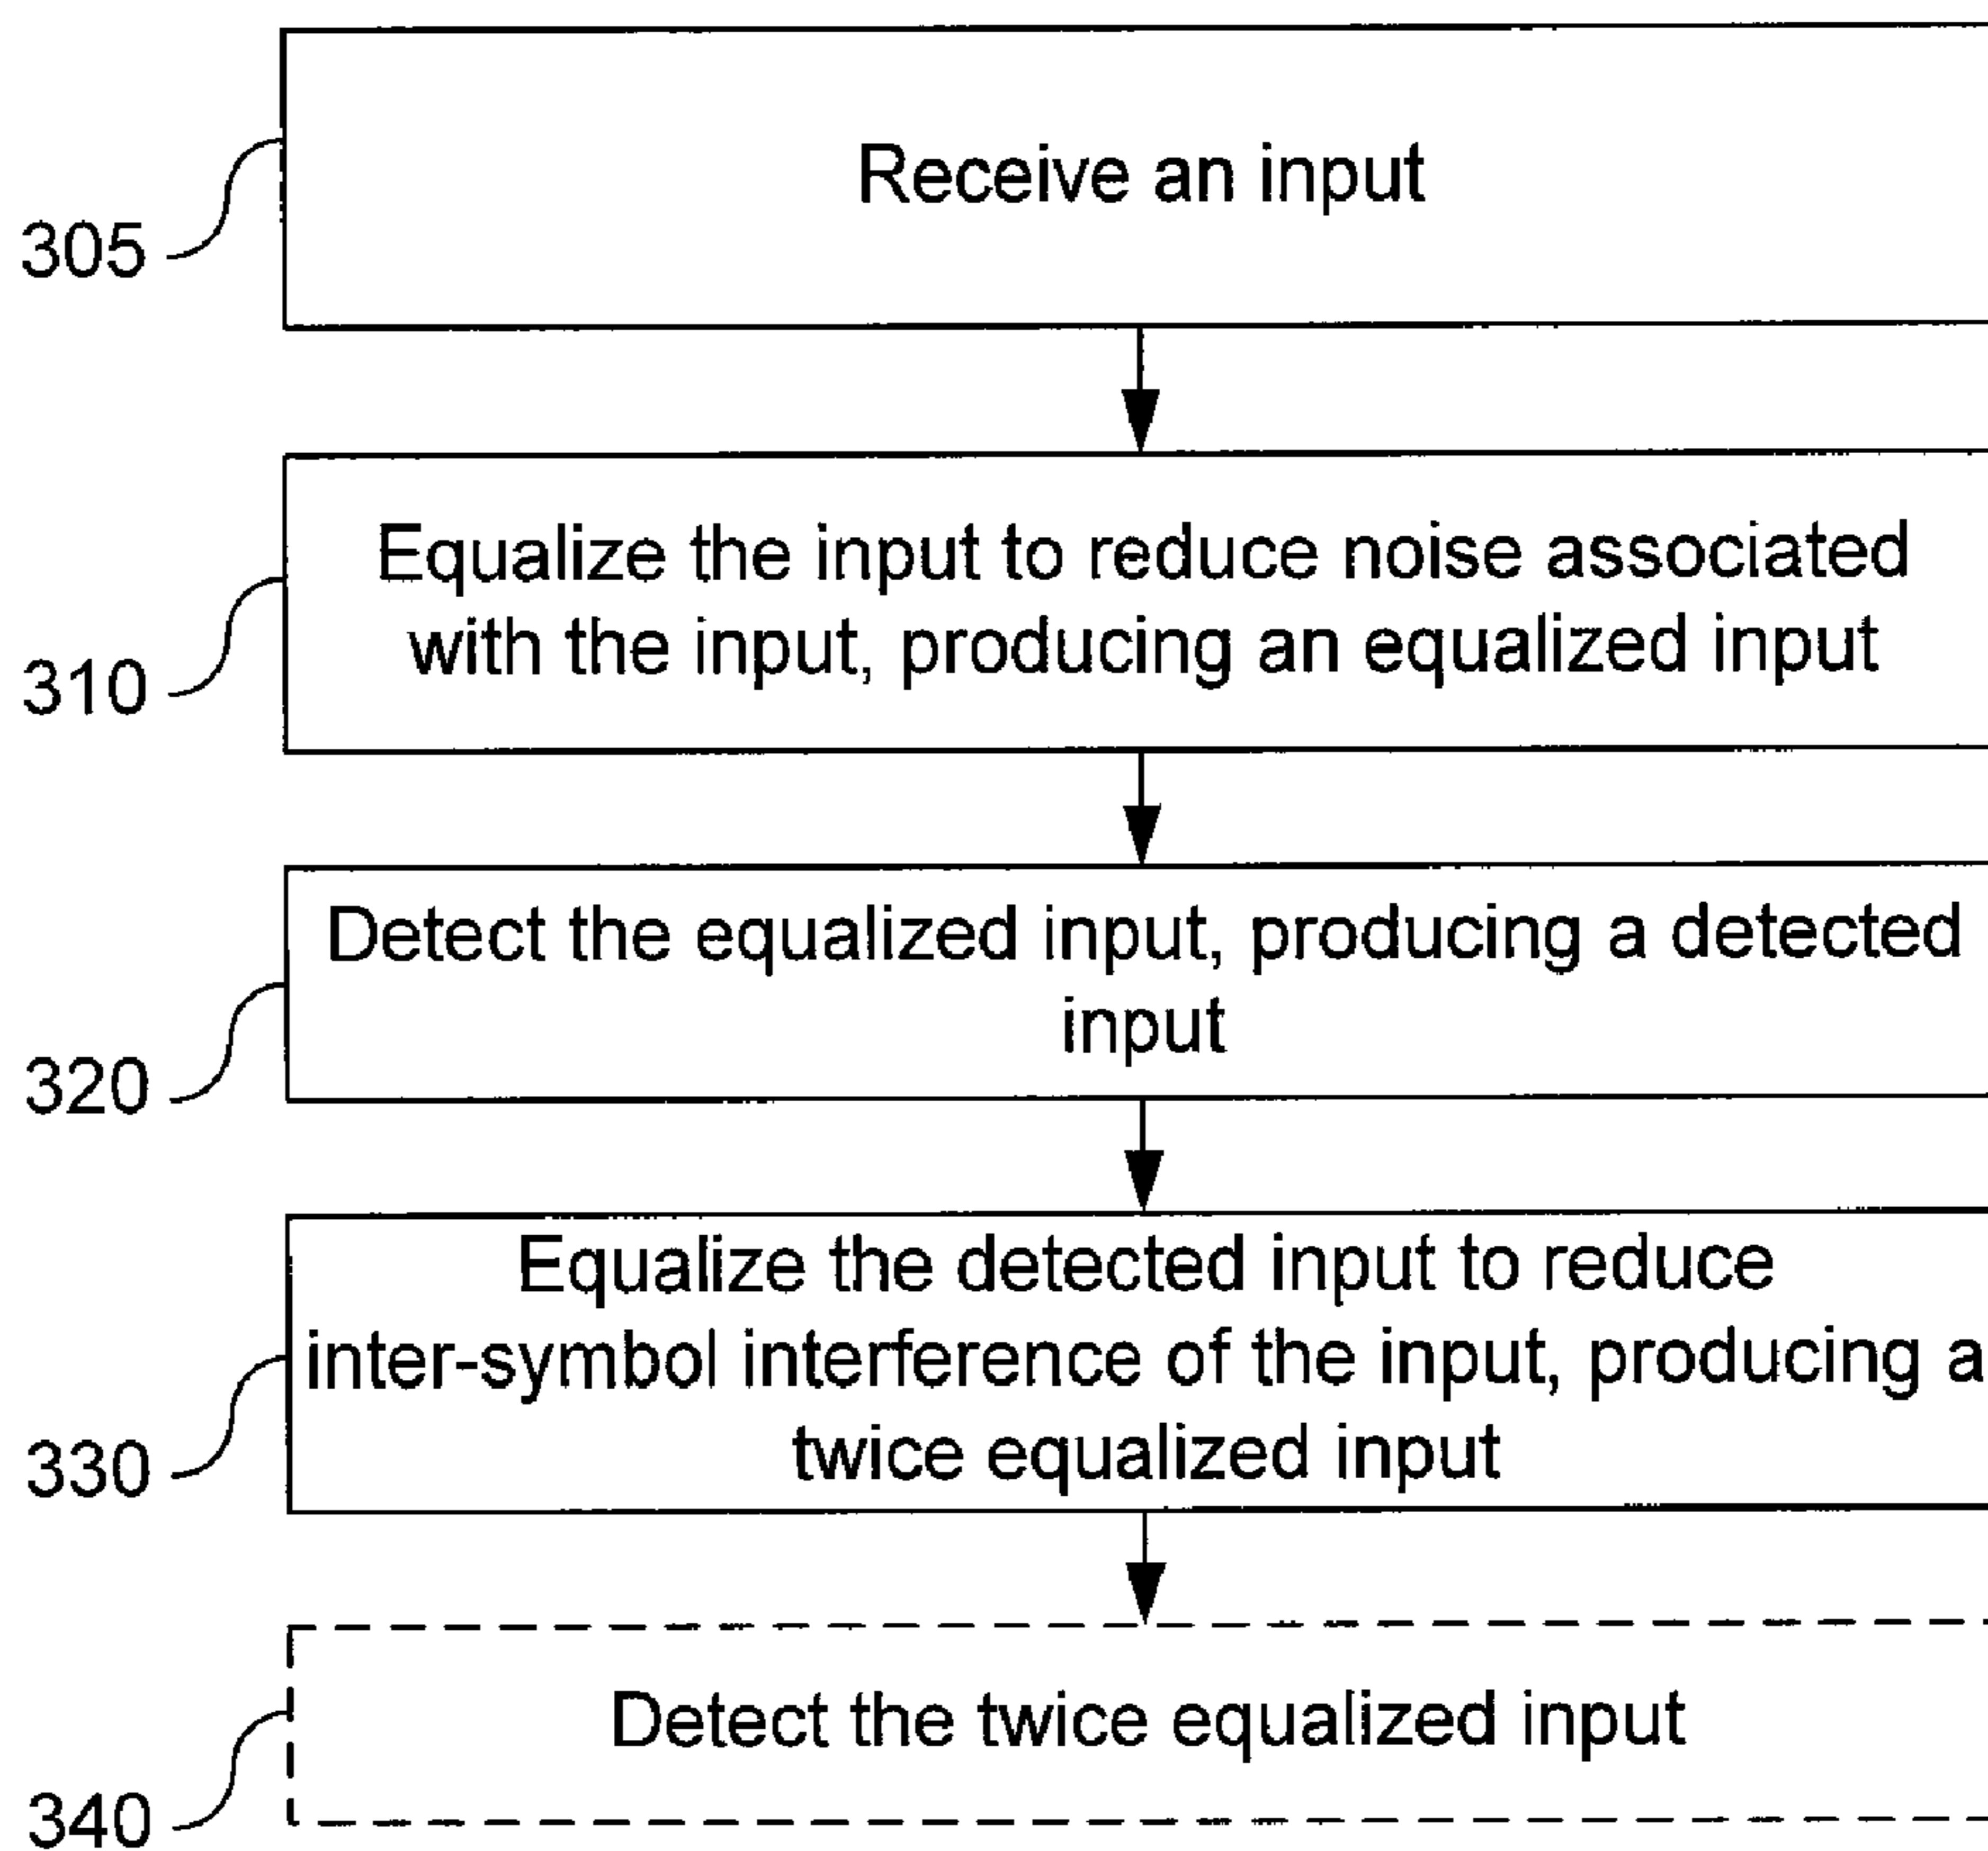 Receive an input
305
Equalize the input to reduce noise associated
with the input, producing an equalized input
310
Detect the equalized input, producing a detected
input
320
Equalize the detected input to reduce
inter-symbol interference of the input, producing a
twice equalized input
330
Detect the twice equalized input
340